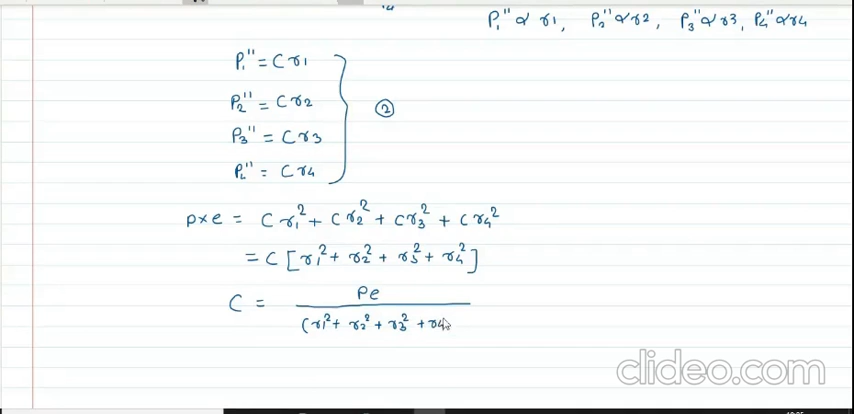 P₁'' α r1, P₂'' α r2, P₃'' α r3, P₄'' α r4
P₁'' = C r1
P₂'' = C r2
P₃'' = C r3
P₄'' = C r4
②
P×e = C r₁² + C r₂² + C r₃² + C r₄²
= C [ r₁² + r₂² + r₃² + r₄² ]
C = Pe
(r₁² + r₂² + r₃² + r4
clideo.com